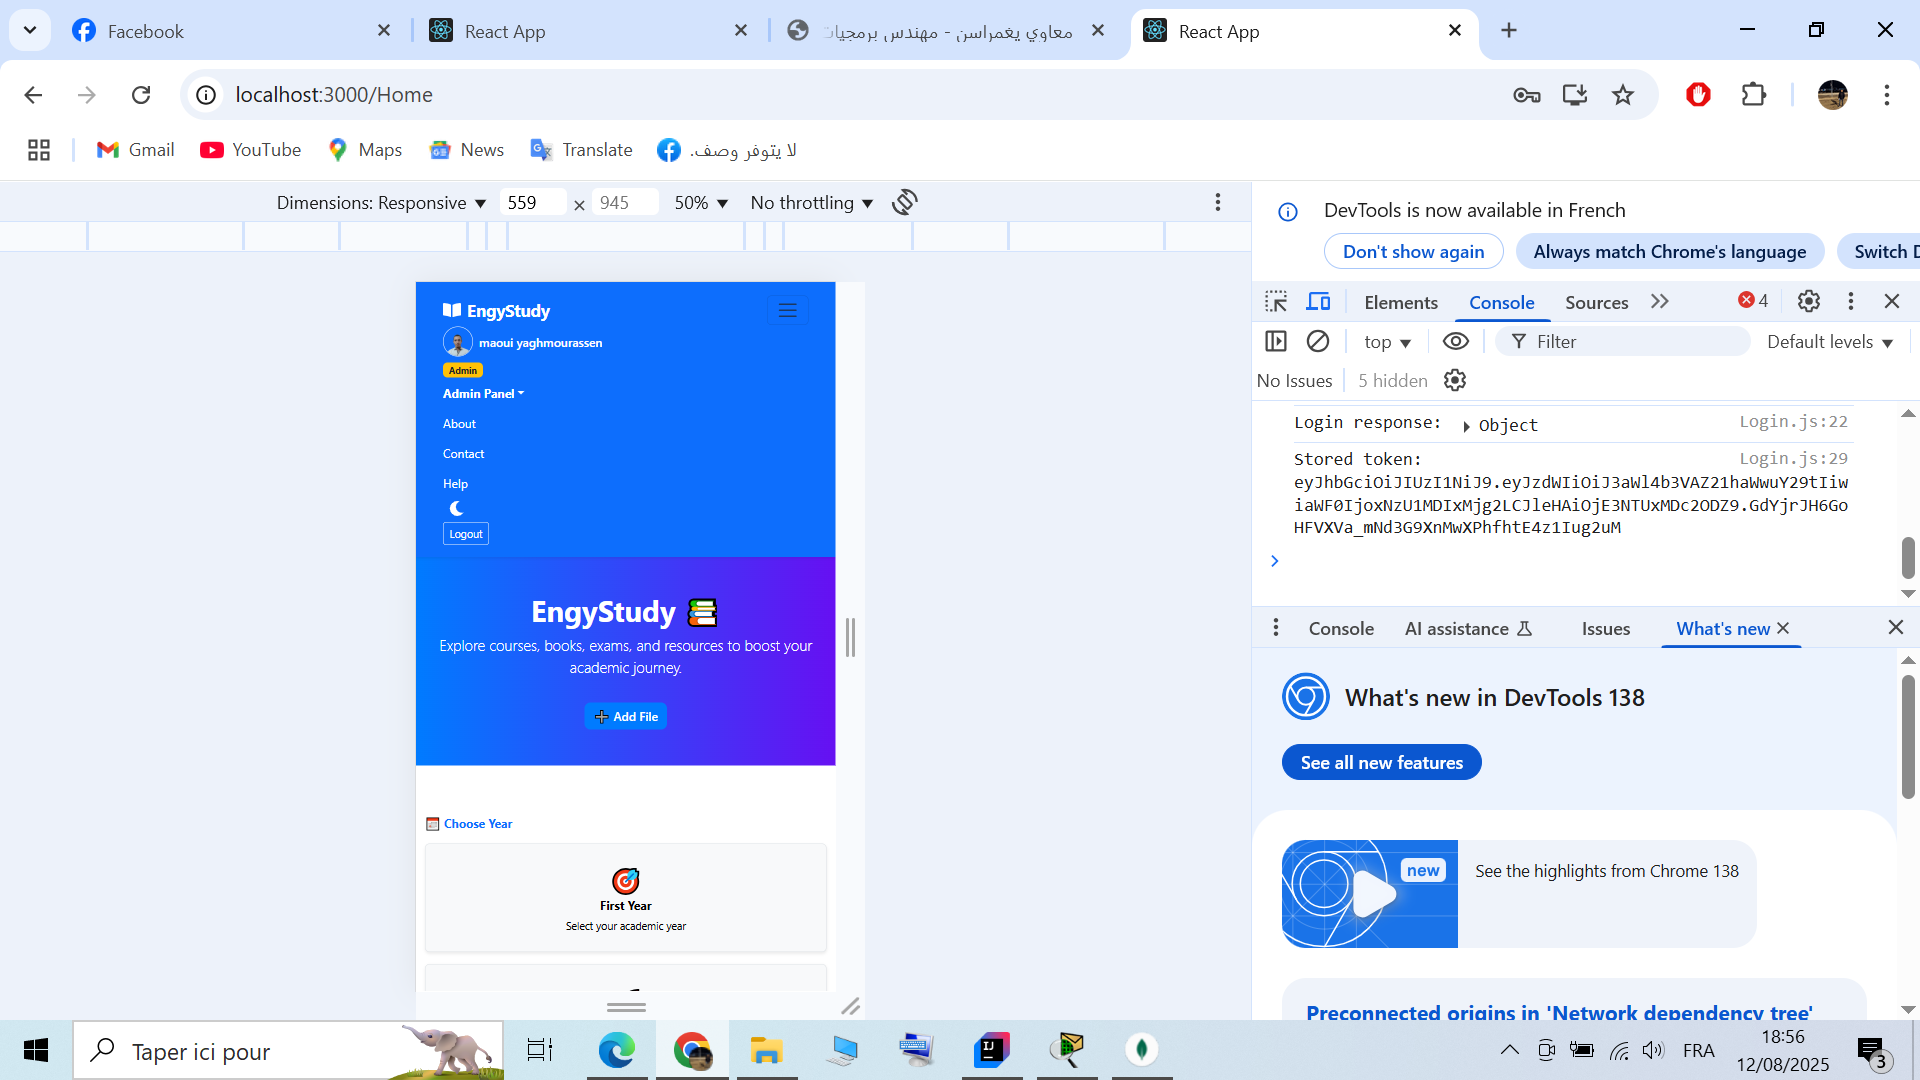 Facebook
React App
معاوي يغمراسن - مهندس برمجيات
React App
localhost:3000/Home
Gmail
YouTube
Maps
News
Translate
لا يتوفر وصف.
Dimensions: Responsive
559 × 945
50%
No throttling
EngyStudy
maoui yaghmourassen
Admin
Admin Panel
About
Contact
Help
Logout
EngyStudy
Explore courses, books, exams, and resources to boost your
academic journey.
Add File
Choose Year
First Year
Select your academic year
DevTools is now available in French
Don't show again
Always match Chrome's language
Switch D
Elements
Console
Sources
4
top
Filter
Default levels
No Issues
5 hidden
Login response: Object
Login.js:22
Stored token:
Login.js:29
eyJhbGciOiJIUzI1NiJ9.eyJzdWIiOiJ3aWl4b3VAZ21haWwuY29tIiw
iaWF0IjoxNzU1MDIxMjg2LCJleHAiOjE3NTUxMDc2ODZ9.GdYjrJH6Go
HFVXVa_mNd3G9XnMwXPhfhtE4z1Iug2uM
Console
AI assistance
Issues
What's new
What's new in DevTools 138
See all new features
new
See the highlights from Chrome 138
Preconnected origins in 'Network dependency tree'
Taper ici pour
FRA
18:56
12/08/2025
3